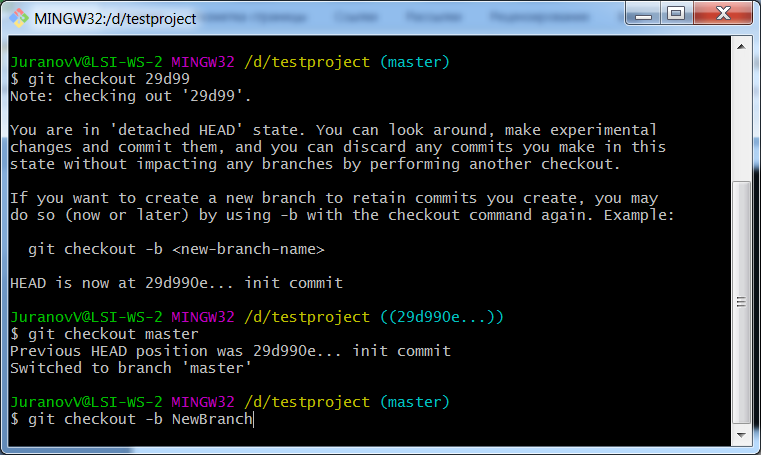 MINGW32:/d/testproject
JuranovV@LSI-WS-2 MINGW32 /d/testproject (master)
$ git checkout 29d99
Note: checking out '29d99'.
You are in 'detached HEAD' state. You can look around, make experimental
changes and commit them, and you can discard any commits you make in this
state without impacting any branches by performing another checkout.
If you want to create a new branch to retain commits you create, you may
do so (now or later) by using -b with the checkout command again. Example:
git checkout -b <new-branch-name>
HEAD is now at 29d990e... init commit
JuranovV@LSI-WS-2 MINGW32 /d/testproject ((29d990e...))
$ git checkout master
Previous HEAD position was 29d990e... init commit
Switched to branch 'master'
JuranovV@LSI-WS-2 MINGW32 /d/testproject (master)
$ git checkout -b NewBranch